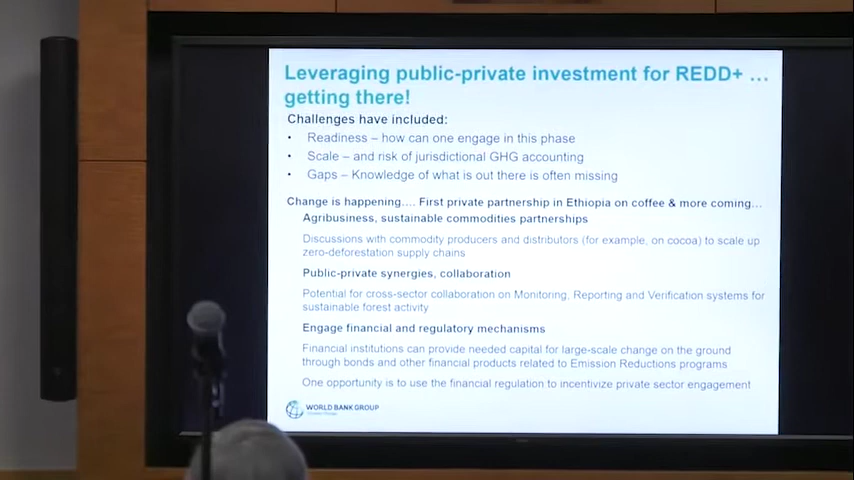 Leveraging public-private investment for REDD+ ...
getting there!
Challenges have included:
• Readiness – how can one engage in this phase
• Scale – and risk of jurisdictional GHG accounting
• Gaps – Knowledge of what is out there is often missing
Change is happening.... First private partnership in Ethiopia on coffee & more coming...
Agribusiness, sustainable commodities partnerships
Discussions with commodity producers and distributors (for example, on cocoa) to scale up
zero-deforestation supply chains
Public-private synergies, collaboration
Potential for cross-sector collaboration on Monitoring, Reporting and Verification systems for
sustainable forest activity
Engage financial and regulatory mechanisms
Financial institutions can provide needed capital for large-scale change on the ground
through bonds and other financial products related to Emission Reductions programs
One opportunity is to use the financial regulation to incentivize private sector engagement
WORLD BANK GROUP